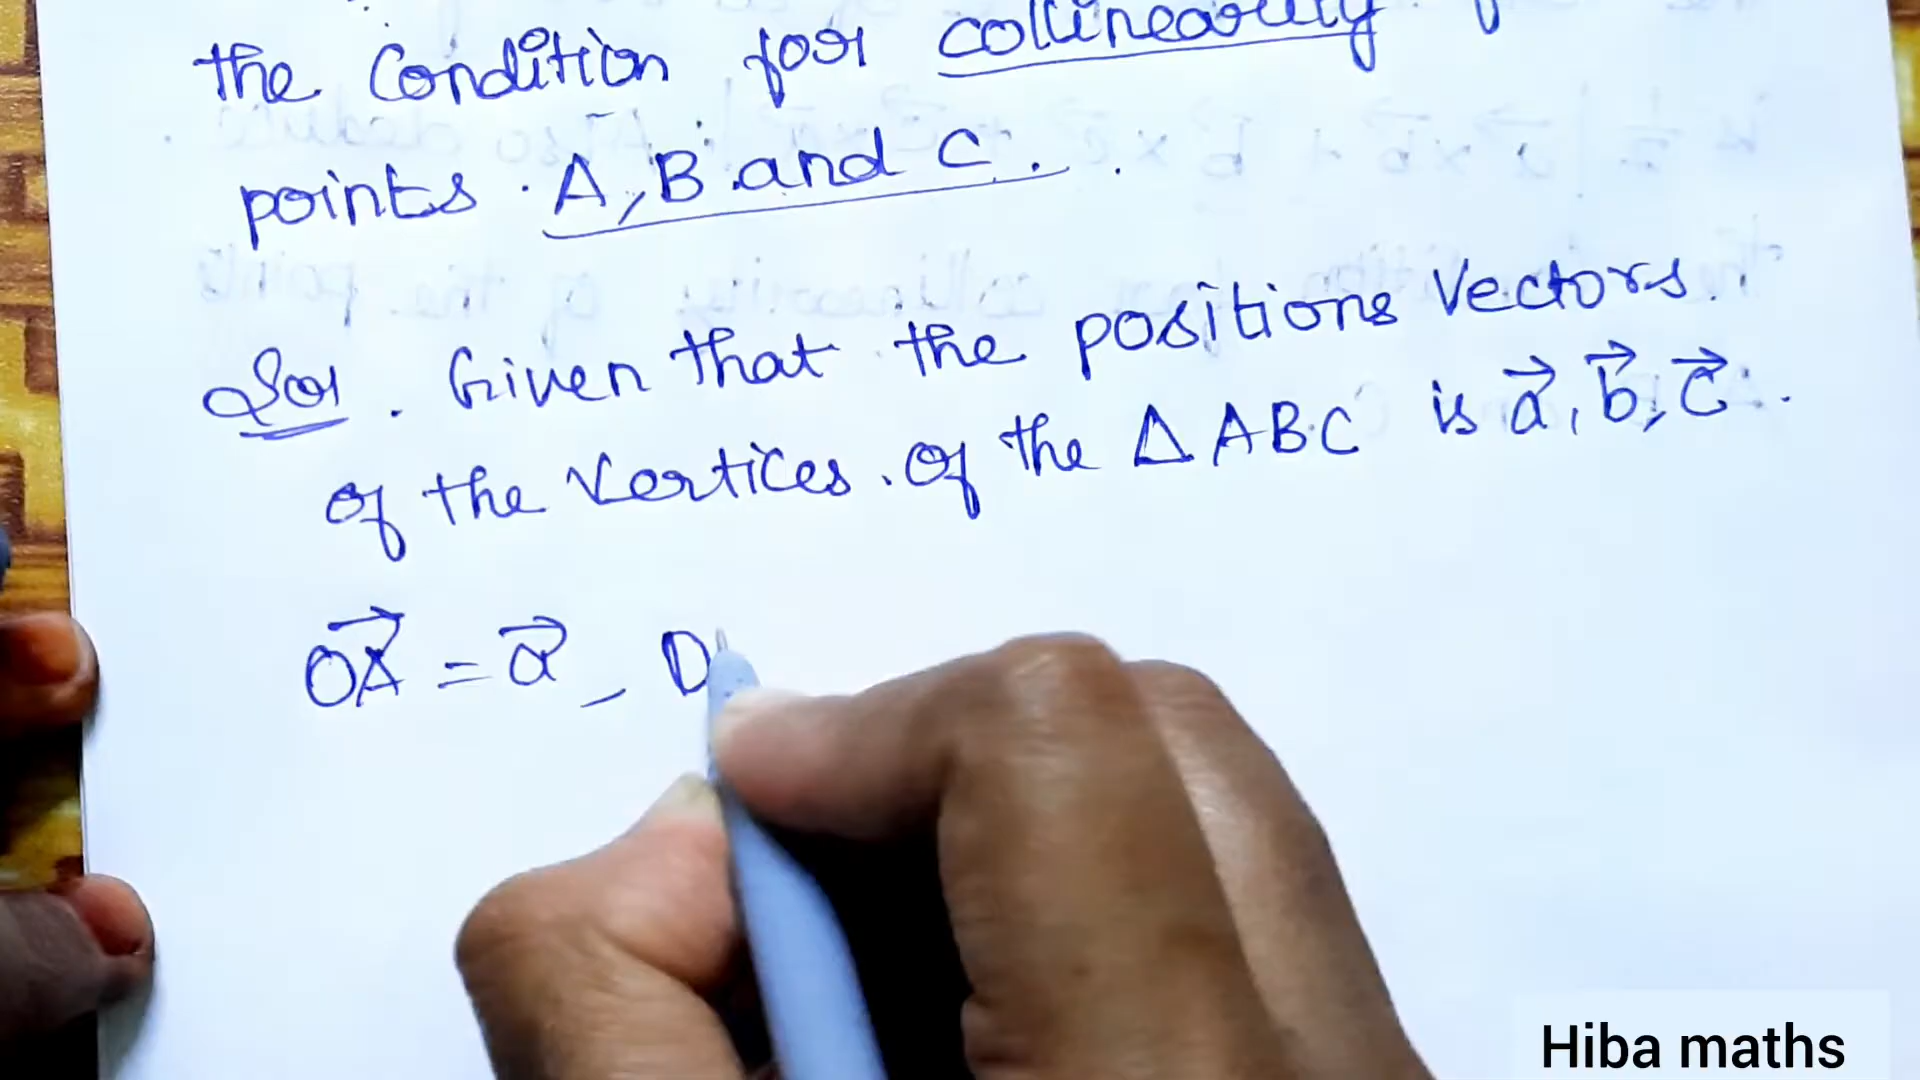 the Condition for collinearity
points A, B and C.
Sol. Given that the positions Vectors.
of the Vertices of the △ ABC is a⃗, b⃗, c⃗.
OA⃗ = a⃗,
Hiba maths